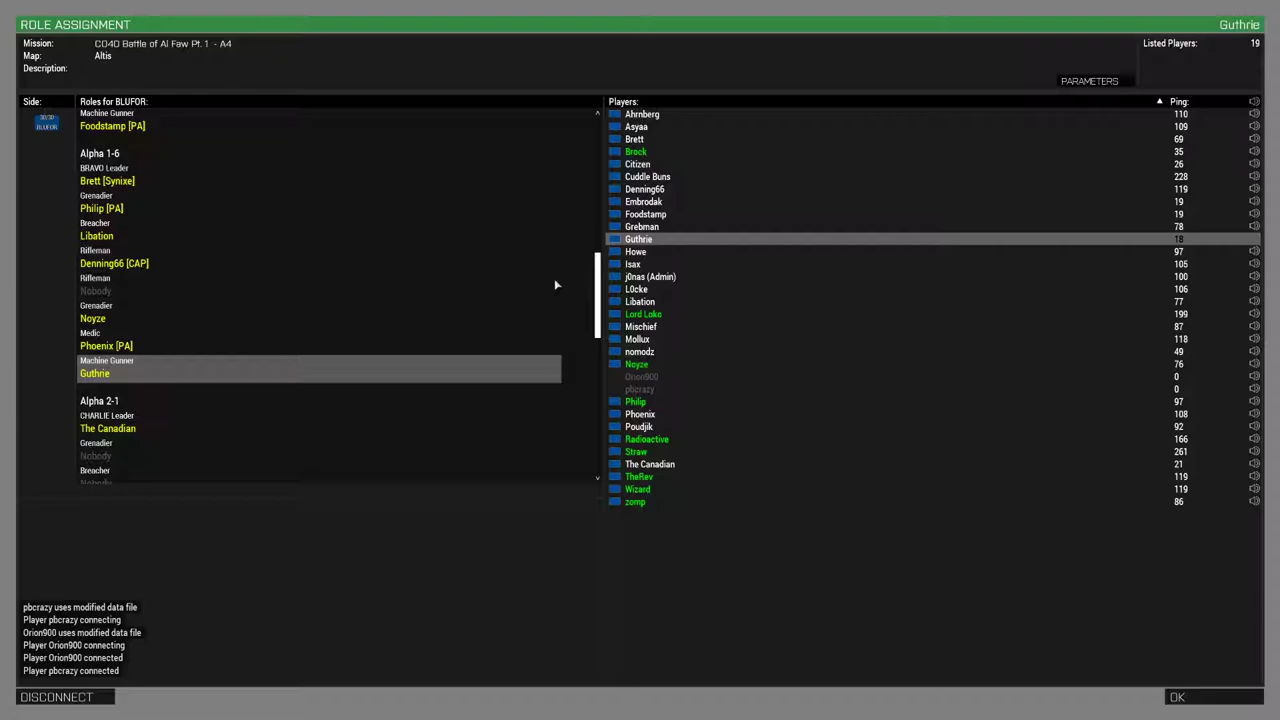 ROLE ASSIGNMENT
Guthrie
Mission: CO40 Battle of Al Faw Pt. 1 - A4
Listed Players: 19
Map: Altis
Description:
PARAMETERS
Side:
Roles for BLUFOR:
Players:
Ping:
30/30
BLUFOR
Machine Gunner
Foodstamp [PA]
Alpha 1-6
BRAVO Leader
Brett [Synixe]
Grenadier
Philip [PA]
Breacher
Libation
Rifleman
Denning66 [CAP]
Rifleman
Nobody
Grenadier
Noyze
Medic
Phoenix [PA]
Machine Gunner
Guthrie
Alpha 2-1
CHARLIE Leader
The Canadian
Grenadier
Nobody
Breacher
Nobody
Ahrnberg 110
Asyaa 109
Brett 69
Brock 35
Citizen 26
Cuddle Buns 228
Denning66 119
Embrodak 19
Foodstamp 19
Grebman 78
Guthrie 18
Howe 97
Isax 105
j0nas (Admin) 100
L0cke 106
Libation 77
Lord Loko 199
Mischief 87
Mollux 118
nomodz 49
Noyze 76
Orion900 0
pbcrazy 0
Philip 97
Phoenix 108
Poudjik 92
Radioactive 166
Straw 261
The Canadian 21
TheRev 119
Wizard 119
zomp 86
pbcrazy uses modified data file
Player pbcrazy connecting
Orion900 uses modified data file
Player Orion900 connecting
Player Orion900 connected
Player pbcrazy connected
DISCONNECT
OK